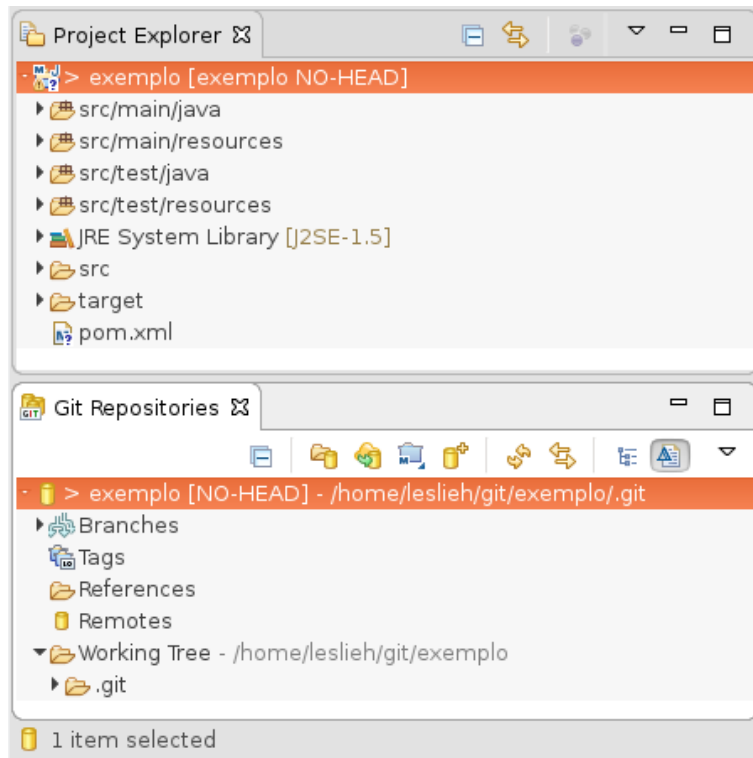 Project Explorer
> exemplo [exemplo NO-HEAD]
src/main/java
src/main/resources
src/test/java
src/test/resources
JRE System Library [J2SE-1.5]
src
target
pom.xml
Git Repositories
> exemplo [NO-HEAD] - /home/leslieh/git/exemplo/.git
Branches
Tags
References
Remotes
Working Tree - /home/leslieh/git/exemplo
.git
1 item selected